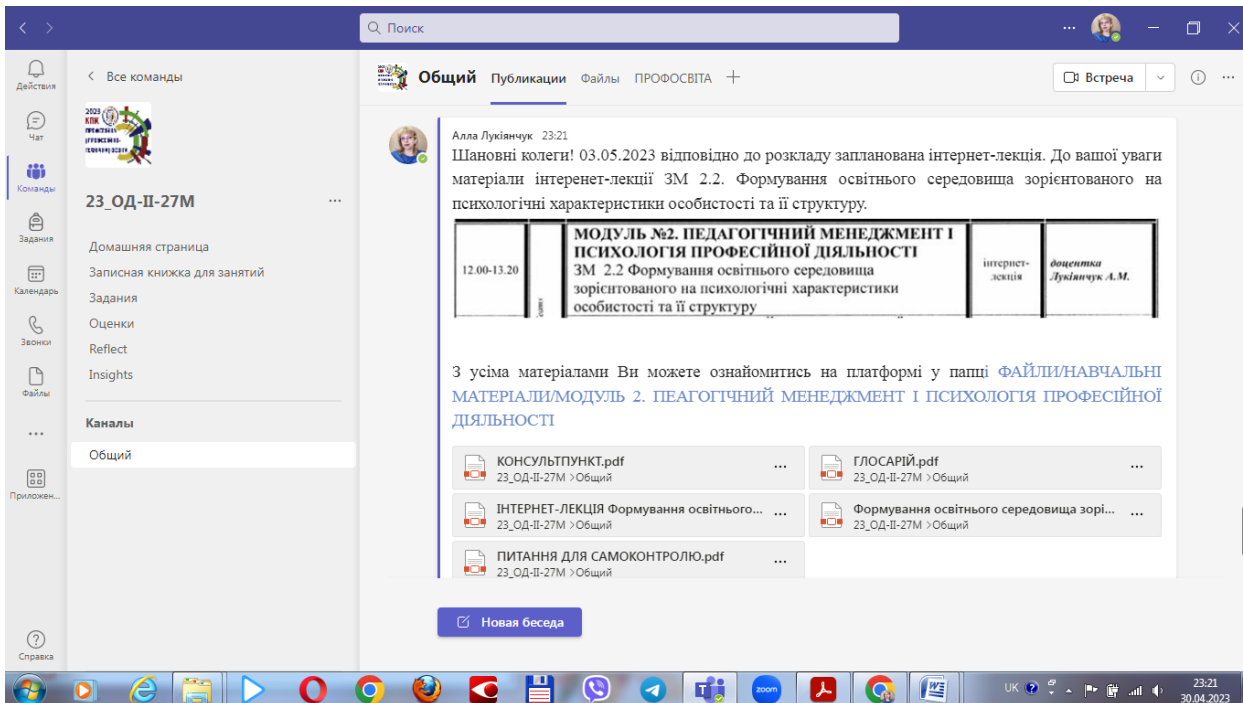 Поиск
Действия
Чат
Команды
Задания
Календарь
Звонки
Файлы
Приложен...
Справка
Все команды
2023
КПК
23_ОД-ІІ-27М
Домашняя страница
Записная книжка для занятий
Задания
Оценки
Reflect
Insights
Каналы
Общий
Общий Публикации Файлы ПРОФОСВІТА
Встреча
Алла Лукіянчук 23:21
Шановні колеги! 03.05.2023 відповідно до розкладу запланована інтернет-лекція. До вашої уваги
матеріали інтеренет-лекції ЗМ 2.2. Формування освітнього середовища зорієнтованого на
психологічні характеристики особистості та її структуру.
12.00-13.20
МОДУЛЬ №2. ПЕДАГОГІЧНИЙ МЕНЕДЖМЕНТ І
ПСИХОЛОГІЯ ПРОФЕСІЙНОЇ ДІЯЛЬНОСТІ
ЗМ 2.2 Формування освітнього середовища
зорієнтованого на психологічні характеристики
особистості та її структуру
інтернет-
лекція
доцентка
Лукіянчук А.М.
З усіма матеріалами Ви можете ознайомитись на платформі у папці ФАЙЛИ/НАВЧАЛЬНІ
МАТЕРІАЛИ/МОДУЛЬ 2. ПЕАГОГІЧНИЙ МЕНЕДЖМЕНТ І ПСИХОЛОГІЯ ПРОФЕСІЙНОЇ
ДІЯЛЬНОСТІ
КОНСУЛЬТПУНКТ.pdf
23_ОД-ІІ-27М >Общий
ГЛОСАРІЙ.pdf
23_ОД-ІІ-27М >Общий
ІНТЕРНЕТ-ЛЕКЦІЯ Формування освітнього...
23_ОД-ІІ-27М >Общий
Формування освітнього середовища зорі...
23_ОД-ІІ-27М >Общий
ПИТАННЯ ДЛЯ САМОКОНТРОЛЮ.pdf
23_ОД-ІІ-27М >Общий
Новая беседа
zoom
UK
23:21
30.04.2023